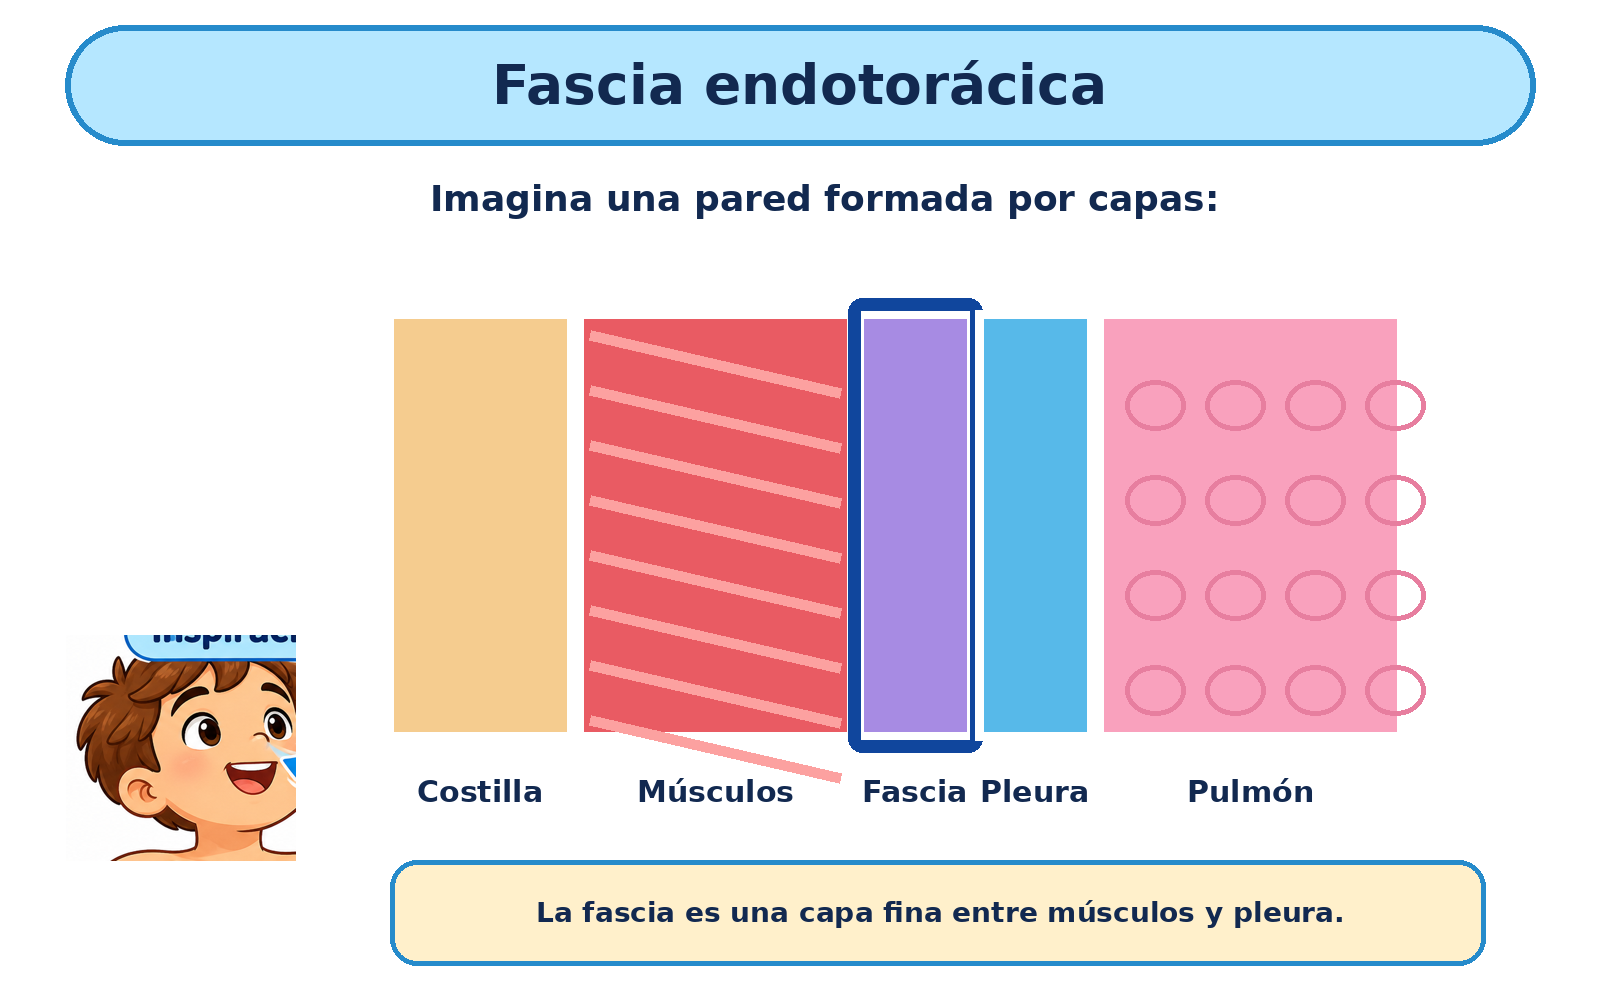 Fascia endotorácica
Imagina una pared formada por capas:
Costilla Músculos Fascia Pleura Pulmón
La fascia es una capa fina entre músculos y pleura.